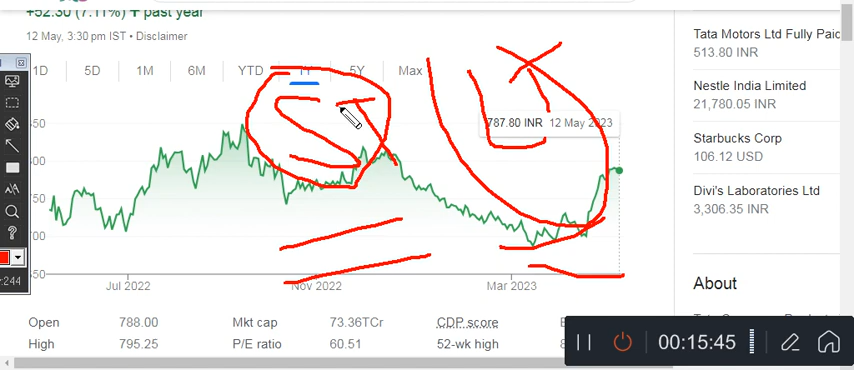 +52.30 (7.11%) past year
12 May, 3:30 pm IST • Disclaimer
1D 5D 1M 6M YTD 1Y 5Y Max
787.80 INR 12 May 2023
Jul 2022 Nov 2022 Mar 2023
Open 788.00 Mkt cap 73.36TCr CDP score
High 795.25 P/E ratio 60.51 52-wk high
Tata Motors Ltd Fully Paid
513.80 INR
Nestle India Limited
21,780.05 INR
Starbucks Corp
106.12 USD
Divi's Laboratories Ltd
3,306.35 INR
About
00:15:45